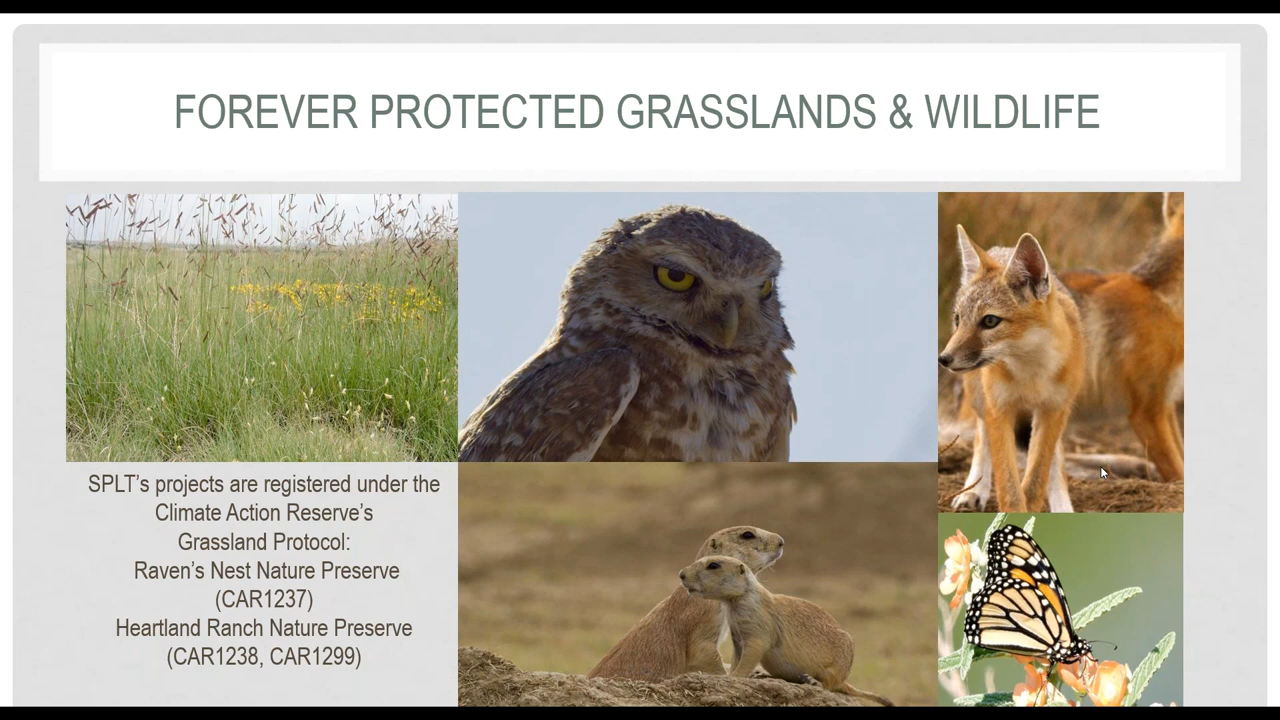 FOREVER PROTECTED GRASSLANDS & WILDLIFE
SPLT’s projects are registered under the
Climate Action Reserve’s
Grassland Protocol:
Raven’s Nest Nature Preserve
(CAR1237)
Heartland Ranch Nature Preserve
(CAR1238, CAR1299)